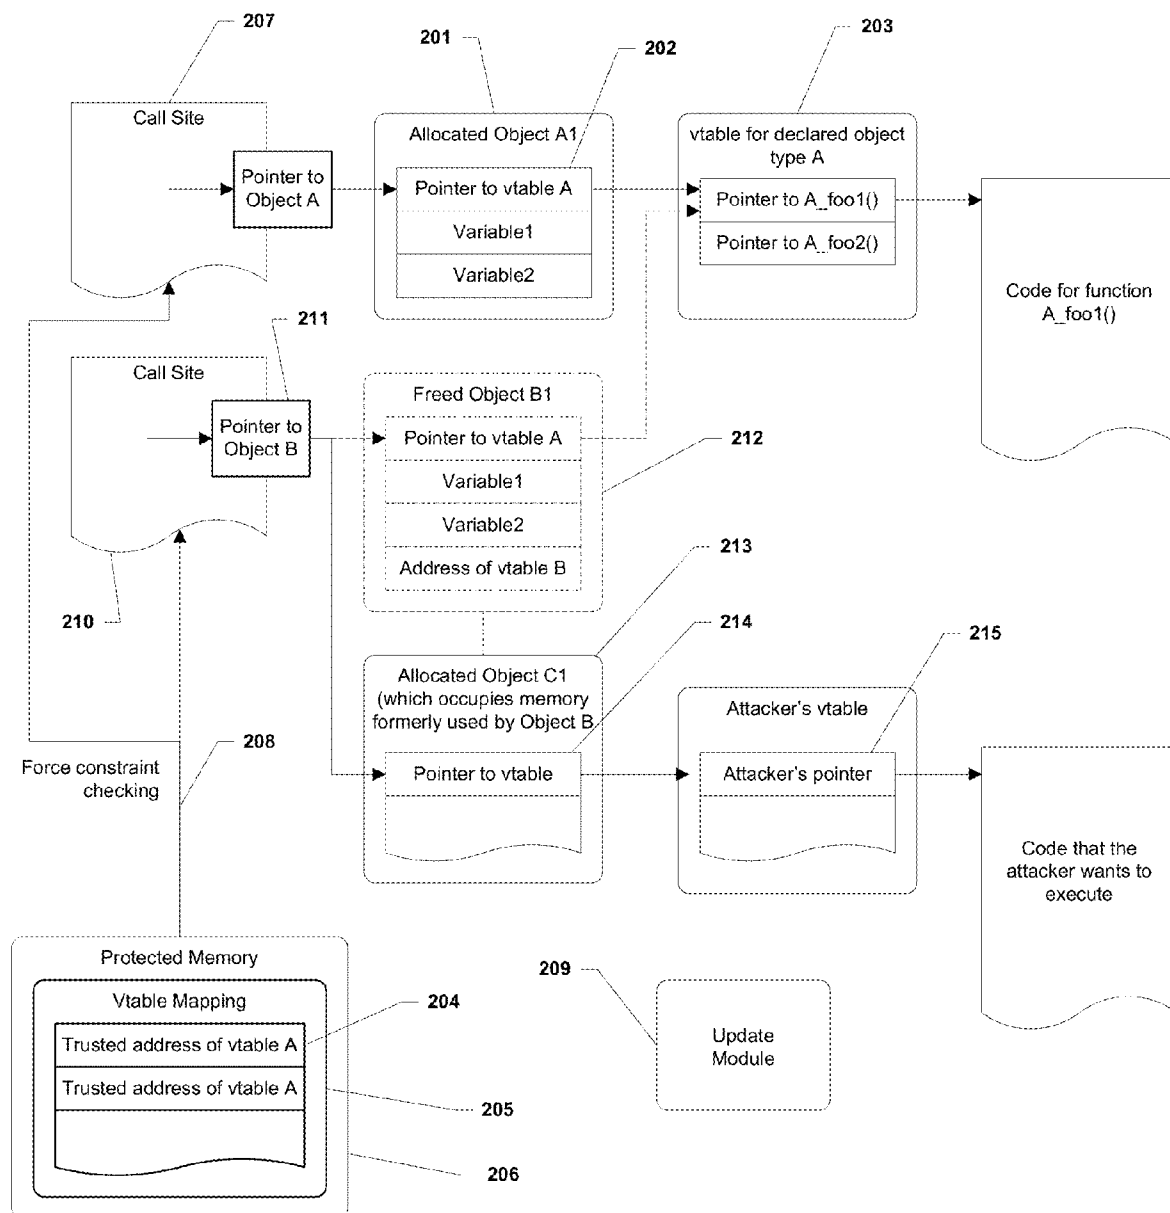 207
201
202
203
Call Site
Allocated Object A1
vtable for declared object
type A
Pointer to
Object A
Pointer to vtable A
Variable1
Variable2
Pointer to A_foo1()
Pointer to A_foo2()
Code for function
A_foo1()
211
Call Site
Pointer to
Object B
Freed Object B1
Pointer to vtable A
Variable1
Variable2
Address of vtable B
212
213
210
214
215
Allocated Object C1
(which occupies memory
formerly used by Object B
Pointer to vtable
Attacker's vtable
Attacker's pointer
208
Force constraint
checking
Code that the
attacker wants to
execute
Protected Memory
Vtable Mapping
Trusted address of vtable A
Trusted address of vtable A
204
205
206
209
Update
Module